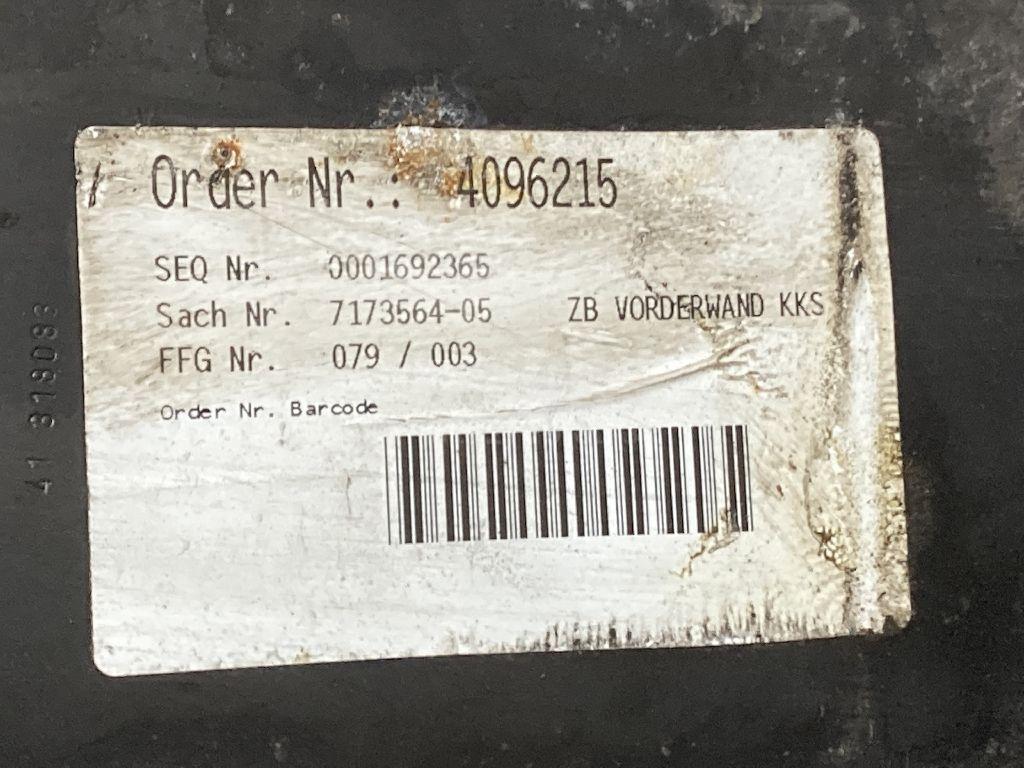 Order Nr.: 4096215
SEQ Nr. 0001692365
Sach Nr. 7173564-05 ZB VORDERWAND KKS
FFG Nr. 079 / 003
Order Nr. Barcode